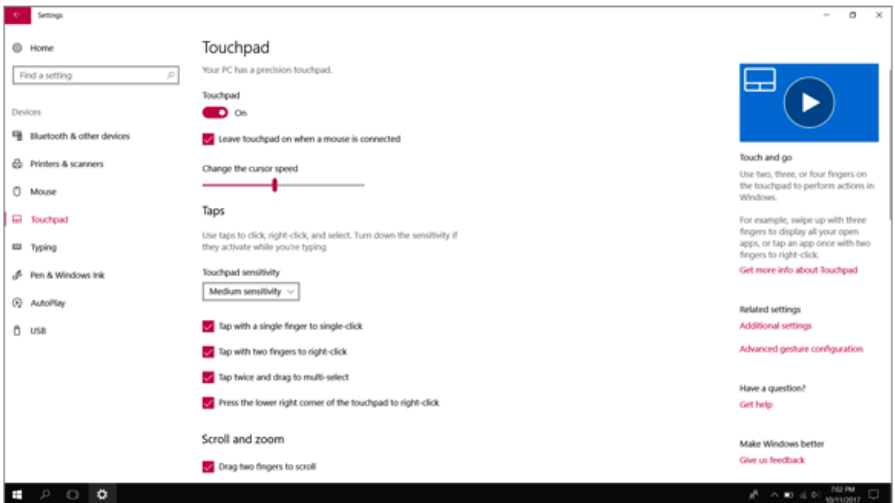 Settings
Home
Find a setting
Devices
Bluetooth & other devices
Printers & scanners
Mouse
Touchpad
Typing
Pen & Windows Ink
AutoPlay
USB
Touchpad
Your PC has a precision touchpad.
Touchpad
On
Leave touchpad on when a mouse is connected
Change the cursor speed
Taps
Use taps to click, right-click, and select. Turn down the sensitivity if
they activate while you're typing
Touchpad sensitivity
Medium sensitivity
Tap with a single finger to single-click
Tap with two fingers to right-click
Tap twice and drag to multi-select
Press the lower right corner of the touchpad to right-click
Scroll and zoom
Drag two fingers to scroll
Touch and go
Use two, three, or four fingers on
the touchpad to perform actions in
Windows.
For example, swipe up with three
fingers to display all your open
apps, or tap an app once with two
fingers to right-click.
Get more info about Touchpad
Related settings
Additional settings
Advanced gesture configuration
Have a question?
Get help
Make Windows better
Give us feedback
7:02 PM
10/11/2017